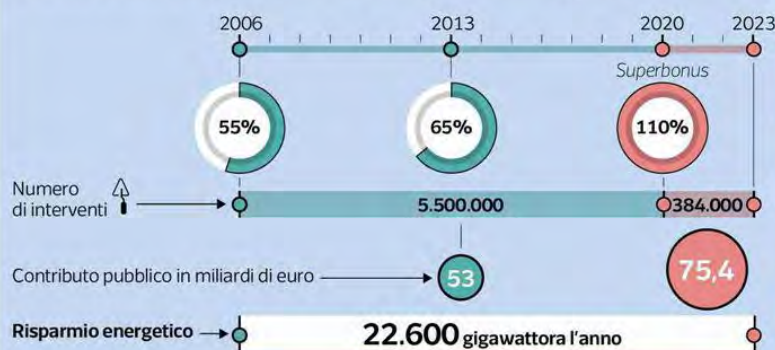 2006 2013 2020 2023
Superbonus
55% 65% 110%
Numero
di interventi
5.500.000 384.000
Contributo pubblico in miliardi di euro 53 75,4
Risparmio energetico 22.600 gigawattora l'anno